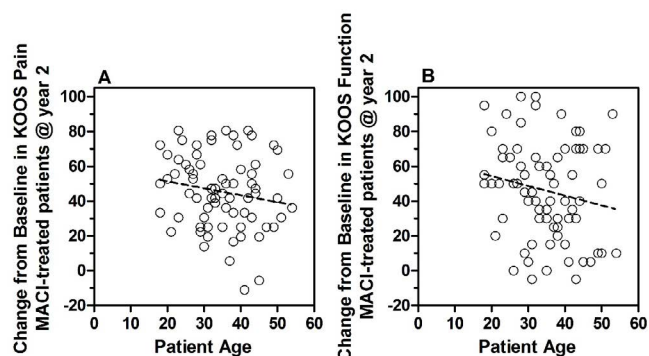 Change from Baseline in KOOS Pain
MACI-treated patients @ year 2
A
100
80
60
40
20
0
-20
0 10 20 30 40 50 60
Patient Age
Change from Baseline in KOOS Function
MACI-treated patients @ year 2
B
100
80
60
40
20
0
-20
0 10 20 30 40 50 60
Patient Age